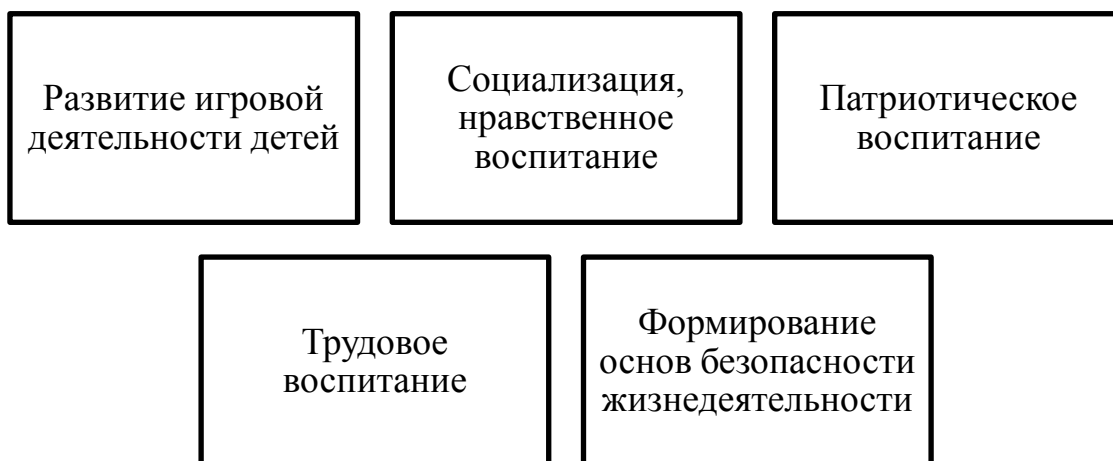 Развитие игровой
деятельности детей
Социализация,
нравственное
воспитание
Патриотическое
воспитание
Трудовое
воспитание
Формирование
основ безопасности
жизнедеятельности